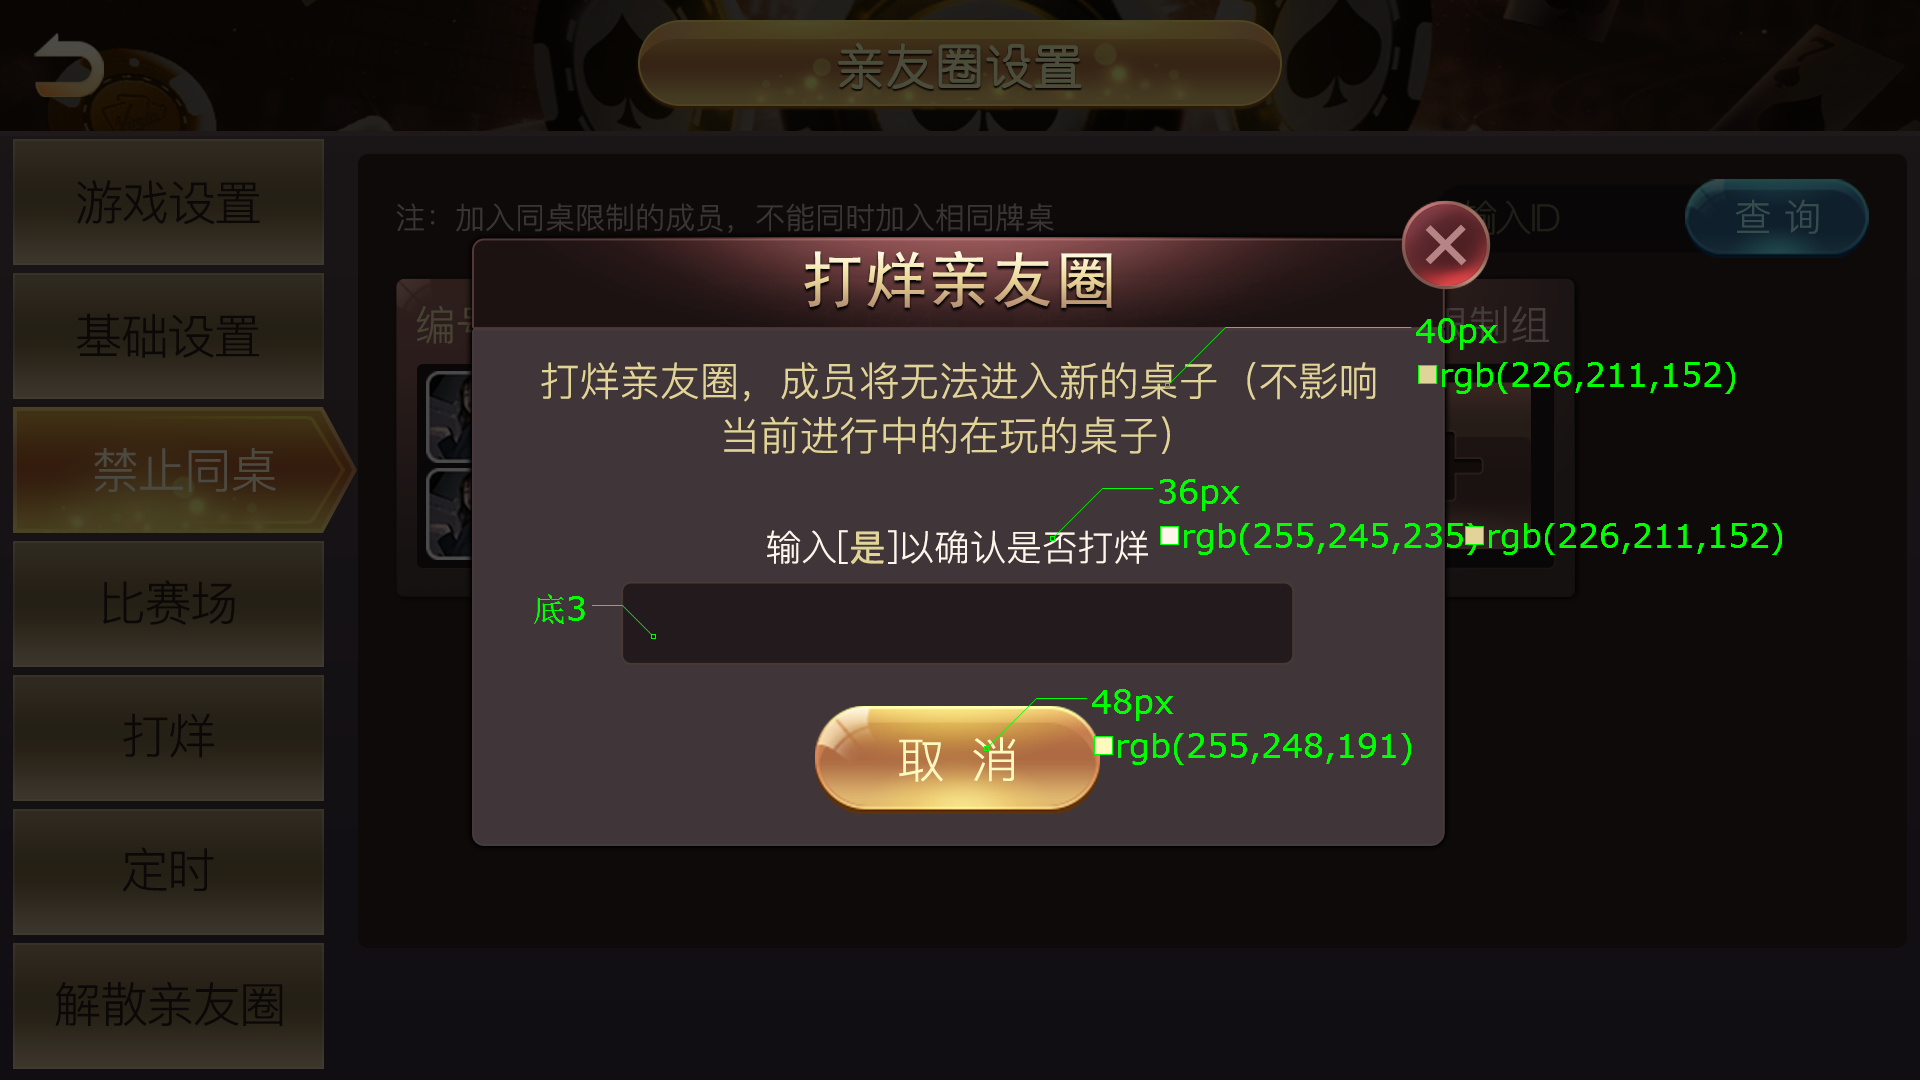 亲友圈设置
游戏设置
基础设置
禁止同桌
比赛场
打烊
定时
解散亲友圈
注：加入同桌限制的成员，不能同时加入相同牌桌
输入ID
查 询
编号
限制组
打烊亲友圈
40px
rgb(226,211,152)
打烊亲友圈，成员将无法进入新的桌子（不影响
当前进行中的在玩的桌子）
36px
rgb(255,245,235)
rgb(226,211,152)
输入[是]以确认是否打烊
底3
48px
rgb(255,248,191)
取 消